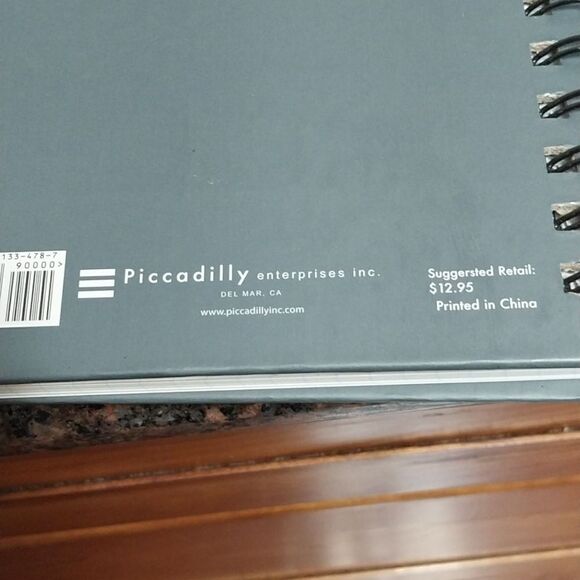 133-478-7
90000>
Piccadilly enterprises inc.
DEL MAR, CA
www.piccadillyinc.com
Suggersted Retail:
$12.95
Printed in China